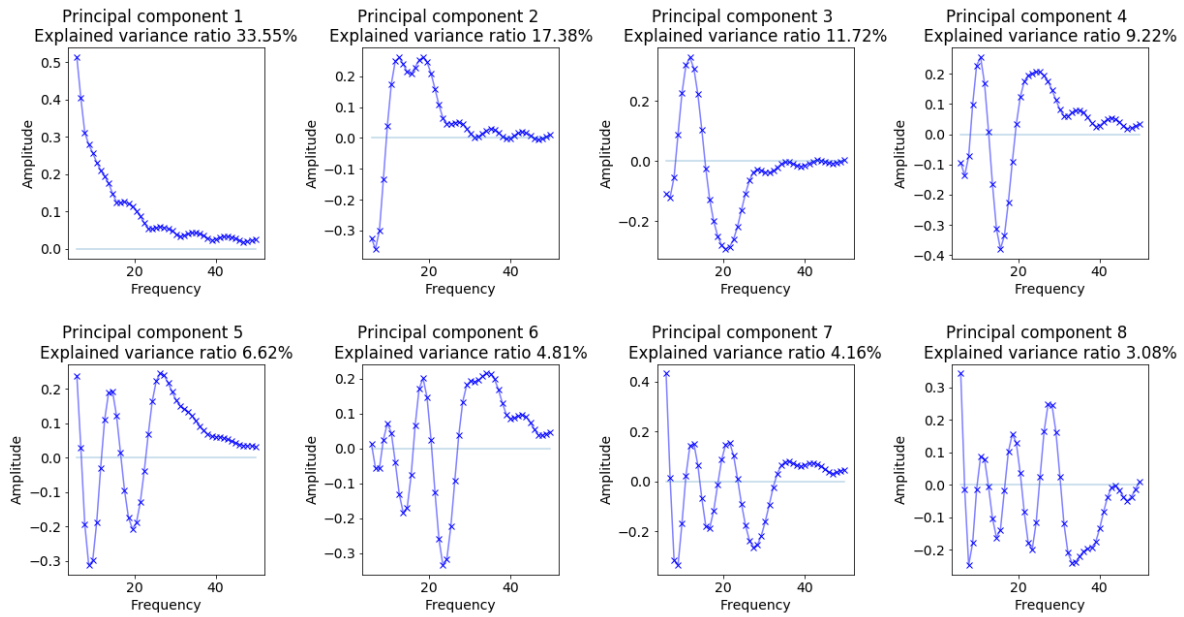 Principal component 1
Explained variance ratio 33.55%
Principal component 2
Explained variance ratio 17.38%
Principal component 3
Explained variance ratio 11.72%
Principal component 4
Explained variance ratio 9.22%
0.5
0.4
0.3
0.2
0.1
0.0
Amplitude
20
40
Frequency
0.2
0.1
0.0
−0.1
−0.2
−0.3
Amplitude
20
40
Frequency
0.2
0.0
−0.2
Amplitude
20
40
Frequency
0.2
0.1
0.0
−0.1
−0.2
−0.3
−0.4
Amplitude
20
40
Frequency
Principal component 5
Explained variance ratio 6.62%
Principal component 6
Explained variance ratio 4.81%
Principal component 7
Explained variance ratio 4.16%
Principal component 8
Explained variance ratio 3.08%
0.2
0.1
0.0
−0.1
−0.2
−0.3
Amplitude
20
40
Frequency
0.2
0.1
0.0
−0.1
−0.2
−0.3
Amplitude
20
40
Frequency
0.4
0.2
0.0
−0.2
Amplitude
20
40
Frequency
0.3
0.2
0.1
0.0
−0.1
−0.2
Amplitude
20
40
Frequency